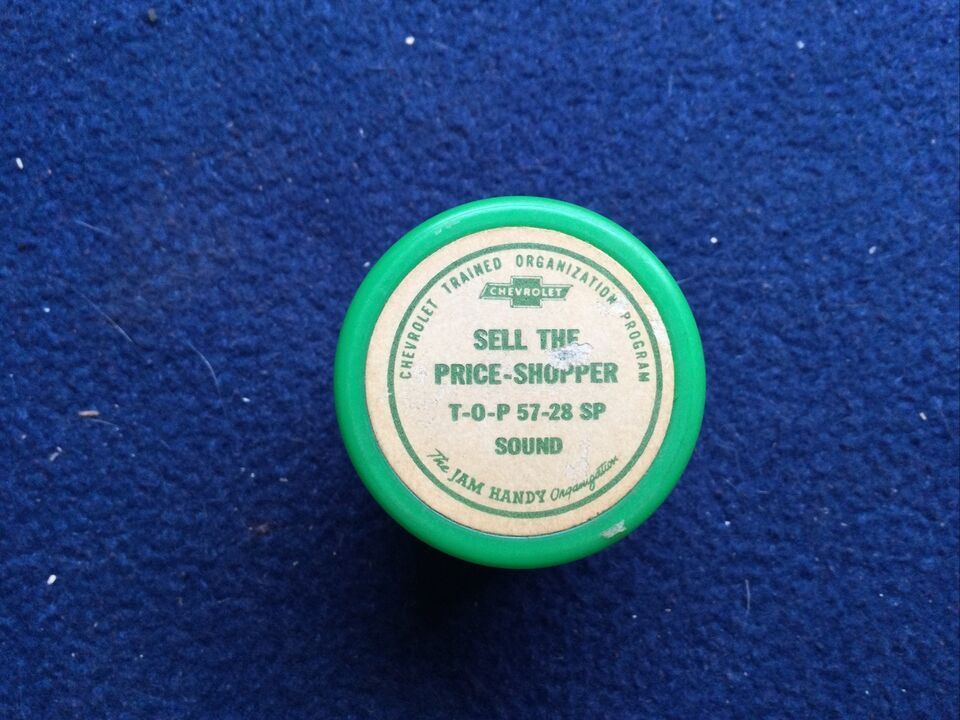 CHEVROLET TRAINED ORGANIZATION PROGRAM
CHEVROLET
SELL THE
PRICE-SHOPPER
T-O-P 57-28 SP
SOUND
The JAM HANDY Organization